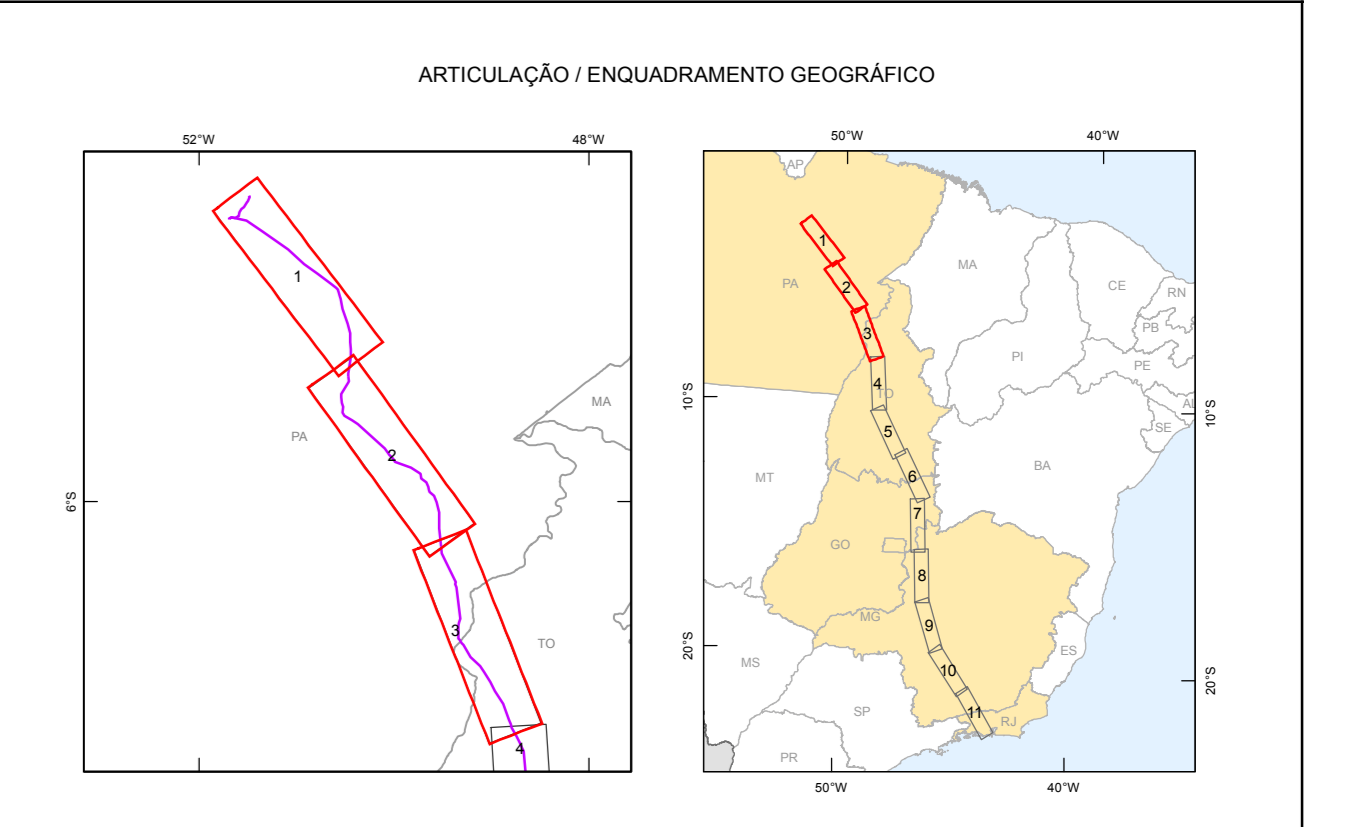 ARTICULAÇÃO / ENQUADRAMENTO GEOGRÁFICO
52°W
48°W
6°S
1
2
3
4
PA
MA
TO
50°W
40°W
10°S
20°S
10°S
20°S
50°W
40°W
AP
PA
MA
CE
RN
PB
PI
PE
AL
SE
TO
BA
MT
GO
MG
ES
MS
SP
RJ
PR
1
2
3
4
5
6
7
8
9
10
11